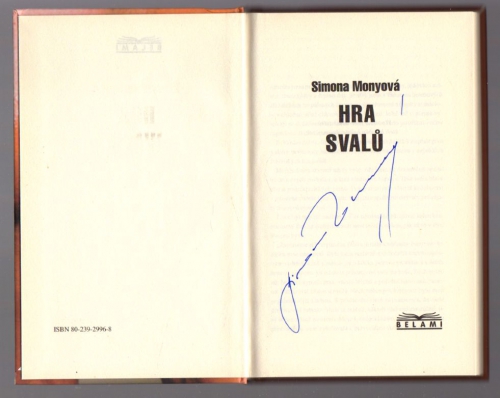 ISBN 80-239-2996-8
Simona Monyová
HRA
SVALŮ
BELAMI